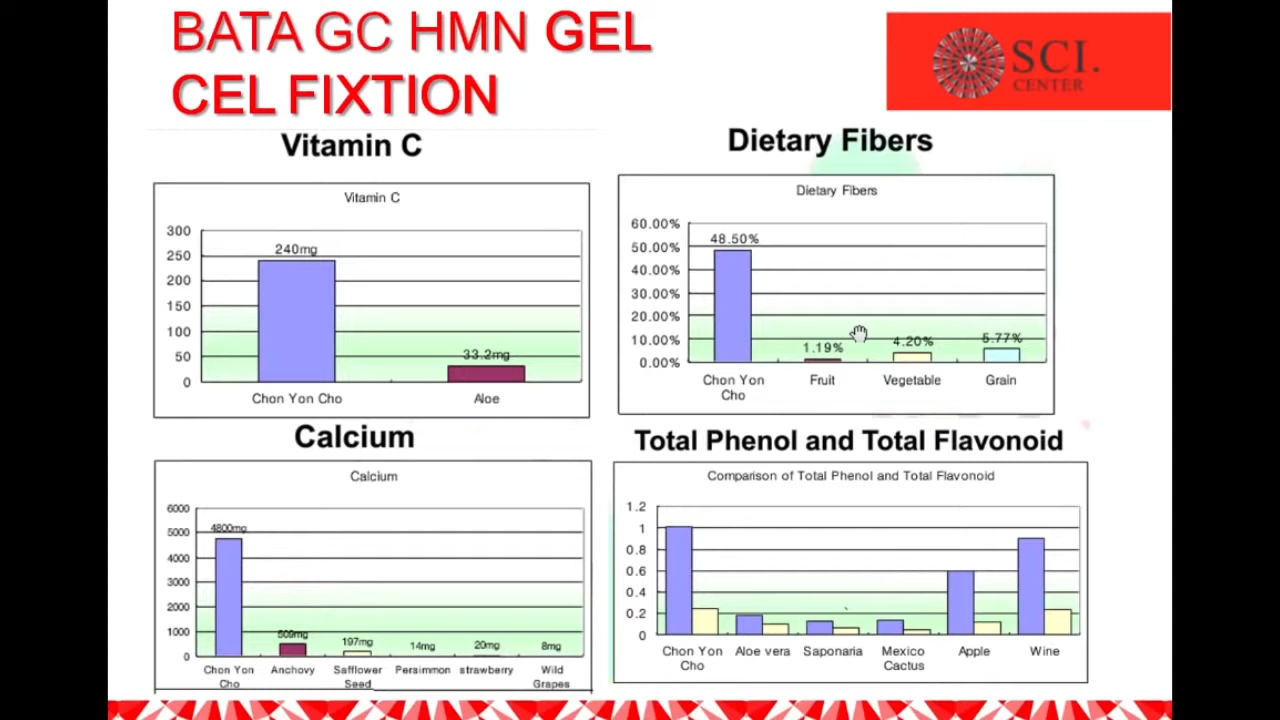 BATA GC HMN GEL
CEL FIXTION
SCI.
CENTER
Vitamin C
Vitamin C
300
250
200
150
100
50
0
240mg
33.2mg
Chon Yon Cho
Aloe
Dietary Fibers
Dietary Fibers
60.00%
50.00%
40.00%
30.00%
20.00%
10.00%
0.00%
48.50%
1.19%
4.20%
5.77%
Chon Yon
Cho
Fruit
Vegetable
Grain
Calcium
Calcium
6000
5000
4000
3000
2000
1000
0
4800mg
509mg
197mg
14mg
20mg
8mg
Chon Yon
Cho
Anchovy
Safflower
Seed
Persimmon
strawberry
Wild
Grapes
Total Phenol and Total Flavonoid
Comparison of Total Phenol and Total Flavonoid
1.2
1
0.8
0.6
0.4
0.2
0
Chon Yon
Cho
Aloe vera
Saponaria
Mexico
Cactus
Apple
Wine